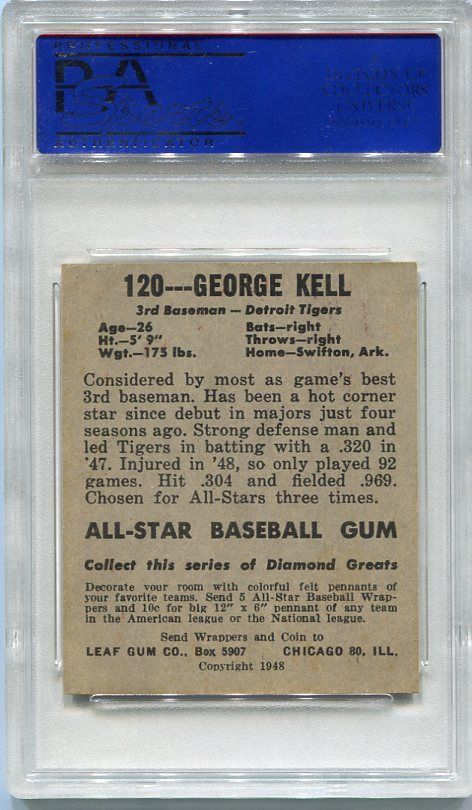 PROFESSIONAL
PSA
Sports
AUTHENTICATOR
A
DIVISION OF
COLLECTORS
UNIVERSE
120---GEORGE KELL
3rd Baseman — Detroit Tigers
Age—26 Bats—right
Ht.—5' 9" Throws—right
Wgt.—175 lbs. Home—Swifton, Ark.
Considered by most as game's best
3rd baseman. Has been a hot corner
star since debut in majors just four
seasons ago. Strong defense man and
led Tigers in batting with a .320 in
'47. Injured in '48, so only played 92
games. Hit .304 and fielded .969.
Chosen for All-Stars three times.
ALL-STAR BASEBALL GUM
Collect this series of Diamond Greats
Decorate your room with colorful felt pennants of
your favorite teams. Send 5 All-Star Baseball Wrap-
pers and 10c for big 12" x 6" pennant of any team
in the American league or the National league.
Send Wrappers and Coin to
LEAF GUM CO., Box 5907 CHICAGO 80, ILL.
Copyright 1948